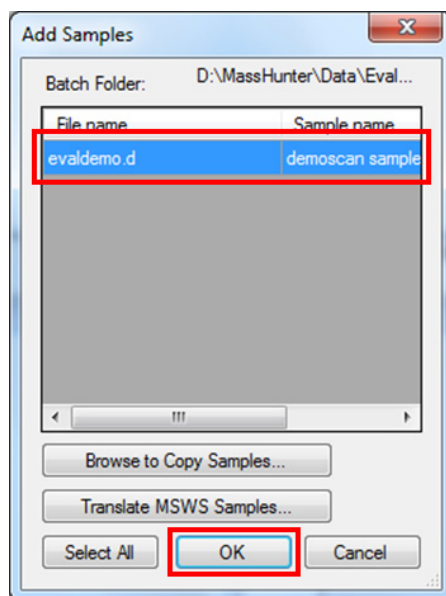 Add Samples
Batch Folder: D:\MassHunter\Data\Eval...
File name Sample name
evaldemo.d demoscan sample
Browse to Copy Samples...
Translate MSWS Samples...
Select All OK Cancel